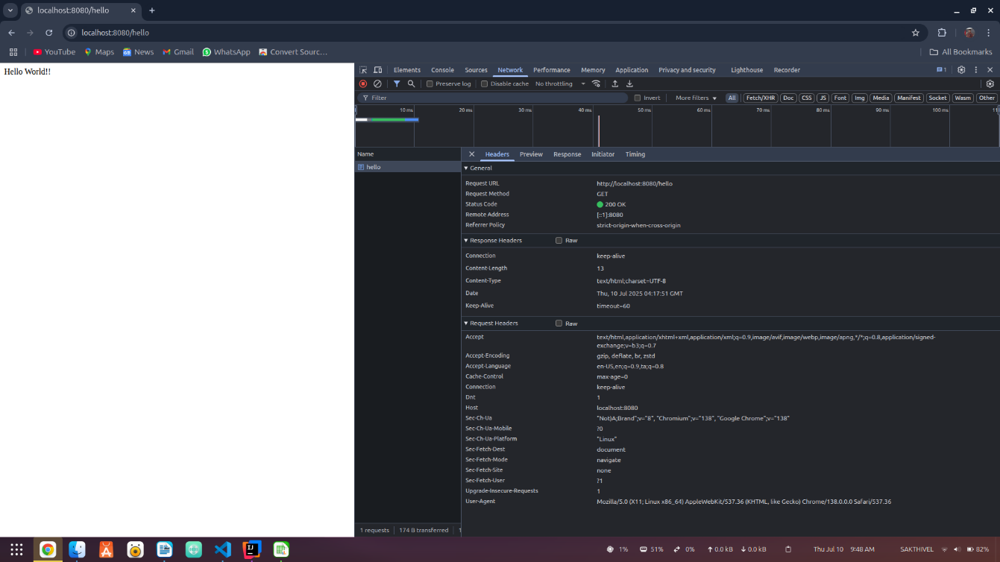 localhost:8080/hello
localhost:8080/hello
YouTube Maps News Gmail WhatsApp Convert Sourc... All Bookmarks
Hello World!!
Elements Console Sources Network Performance Memory Application Privacy and security Lighthouse Recorder 1
Preserve log Disable cache No throttling
Filter Invert More filters All Fetch/XHR Doc CSS JS Font Img Media Manifest Socket Wasm Other
10 ms 20 ms 30 ms 40 ms 50 ms 60 ms 70 ms 80 ms 90 ms 100 ms
Name Headers Preview Response Initiator Timing
hello
General
Request URL http://localhost:8080/hello
Request Method GET
Status Code 200 OK
Remote Address [::1]:8080
Referrer Policy strict-origin-when-cross-origin
Response Headers Raw
Connection keep-alive
Content-Length 13
Content-Type text/html;charset=UTF-8
Date Thu, 10 Jul 2025 04:17:51 GMT
Keep-Alive timeout=60
Request Headers Raw
Accept text/html,application/xhtml+xml,application/xml;q=0.9,image/avif,image/webp,image/apng,*/*;q=0.8,application/signed-
exchange;v=b3;q=0.7
Accept-Encoding gzip, deflate, br, zstd
Accept-Language en-US,en;q=0.9,ta;q=0.8
Cache-Control max-age=0
Connection keep-alive
Dnt 1
Host localhost:8080
Sec-Ch-Ua "Not)A;Brand";v="8", "Chromium";v="138", "Google Chrome";v="138"
Sec-Ch-Ua-Mobile ?0
Sec-Ch-Ua-Platform "Linux"
Sec-Fetch-Dest document
Sec-Fetch-Mode navigate
Sec-Fetch-Site none
Sec-Fetch-User ?1
Upgrade-Insecure-Requests 1
User-Agent Mozilla/5.0 (X11; Linux x86_64) AppleWebKit/537.36 (KHTML, like Gecko) Chrome/138.0.0.0 Safari/537.36
1 requests 174 B transferred
1% 51% 0% 0.0 kB 0.0 kB Thu Jul 10 9:48 AM SAKTHIVEL 82%